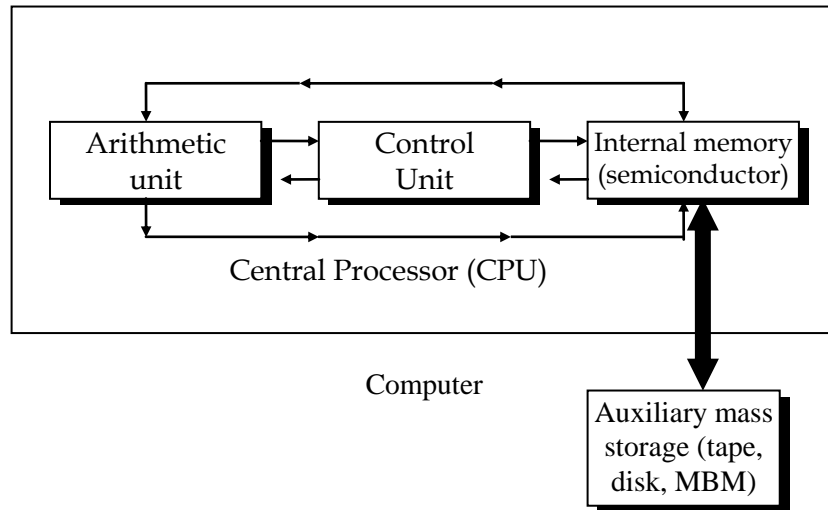 Arithmetic
unit
Control
Unit
Internal memory
(semiconductor)
Central Processor (CPU)
Computer
Auxiliary mass
storage (tape,
disk, MBM)